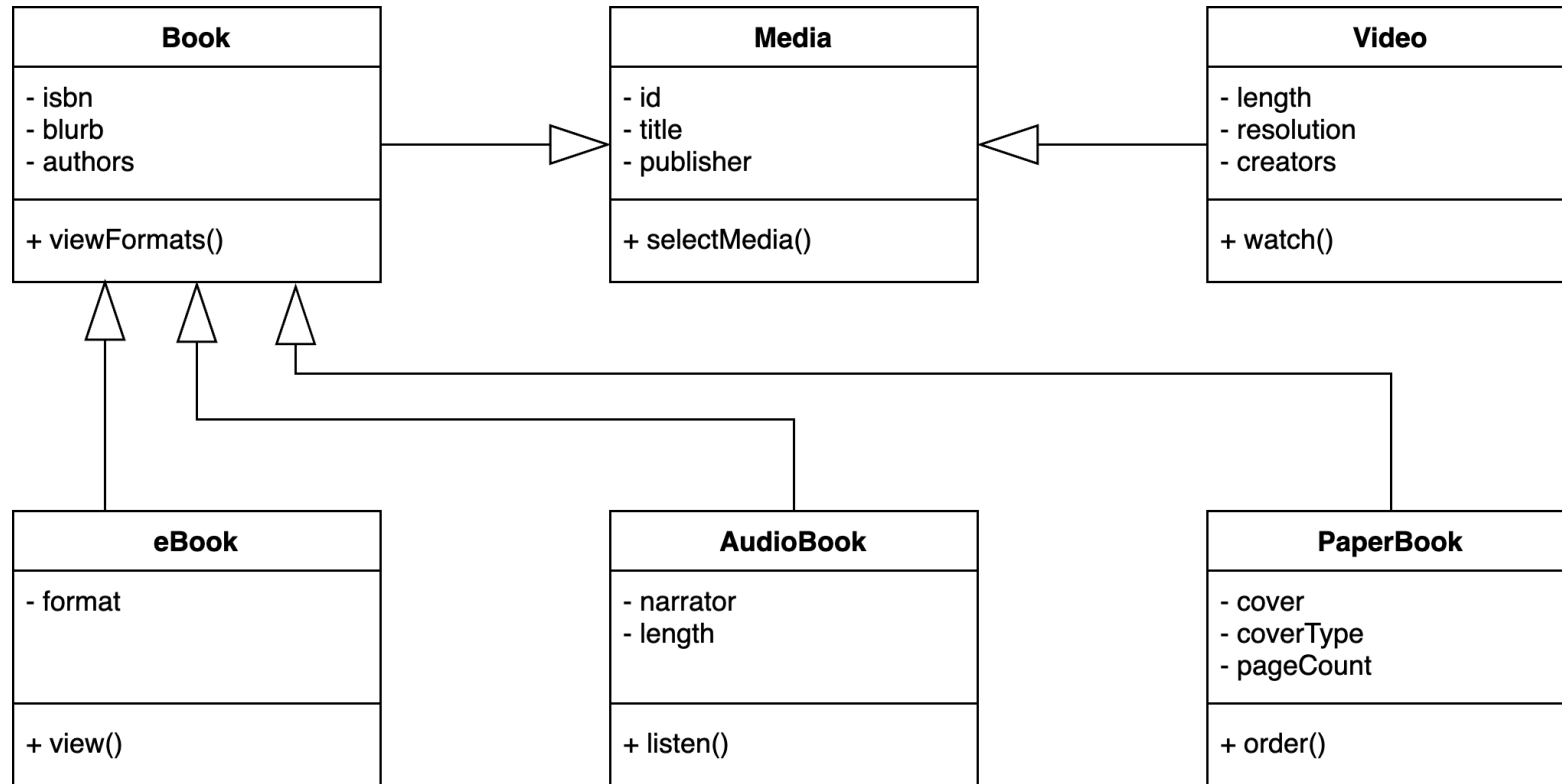 Book
- isbn
- blurb
- authors
+ viewFormats()
Media
- id
- title
- publisher
+ selectMedia()
Video
- length
- resolution
- creators
+ watch()
eBook
- format
+ view()
AudioBook
- narrator
- length
+ listen()
PaperBook
- cover
- coverType
- pageCount
+ order()